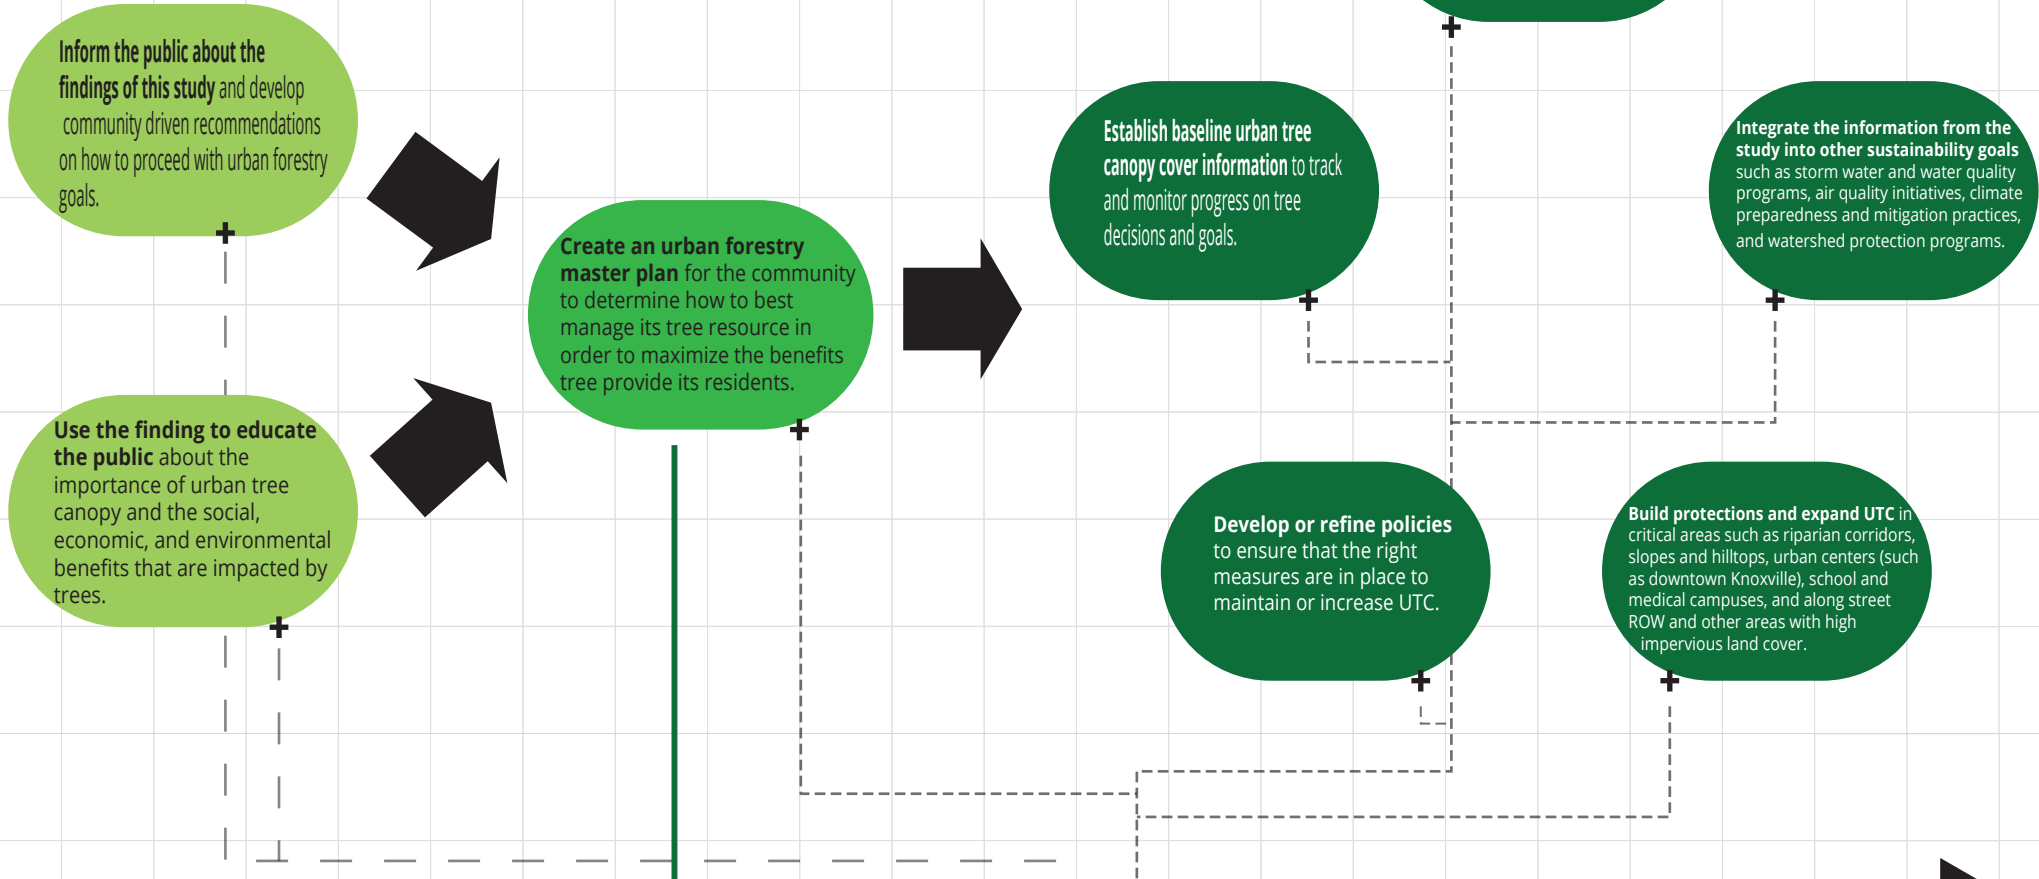 Inform the public about the
findings of this study and develop
community driven recommendations
on how to proceed with urban forestry
goals.
Use the finding to educate
the public about the
importance of urban tree
canopy and the social,
economic, and environmental
benefits that are impacted by
trees.
Create an urban forestry
master plan for the community
to determine how to best
manage its tree resource in
order to maximize the benefits
tree provide its residents.
Establish baseline urban tree
canopy cover information to track
and monitor progress on tree
decisions and goals.
Integrate the information from the
study into other sustainability goals
such as storm water and water quality
programs, air quality initiatives, climate
preparedness and mitigation practices,
and watershed protection programs.
Develop or refine policies
to ensure that the right
measures are in place to
maintain or increase UTC.
Build protections and expand UTC in
critical areas such as riparian corridors,
slopes and hilltops, urban centers (such
as downtown Knoxville), school and
medical campuses, and along street
ROW and other areas with high
impervious land cover.